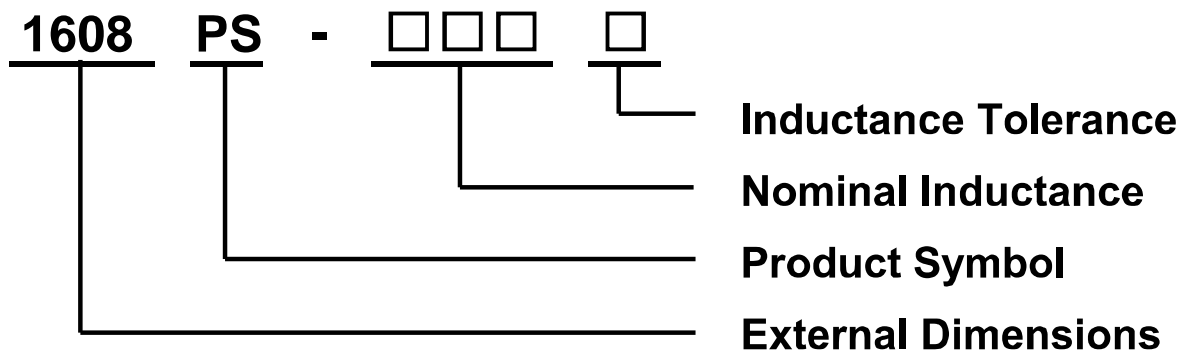 1608 PS - □□□ □
Inductance Tolerance
Nominal Inductance
Product Symbol
External Dimensions